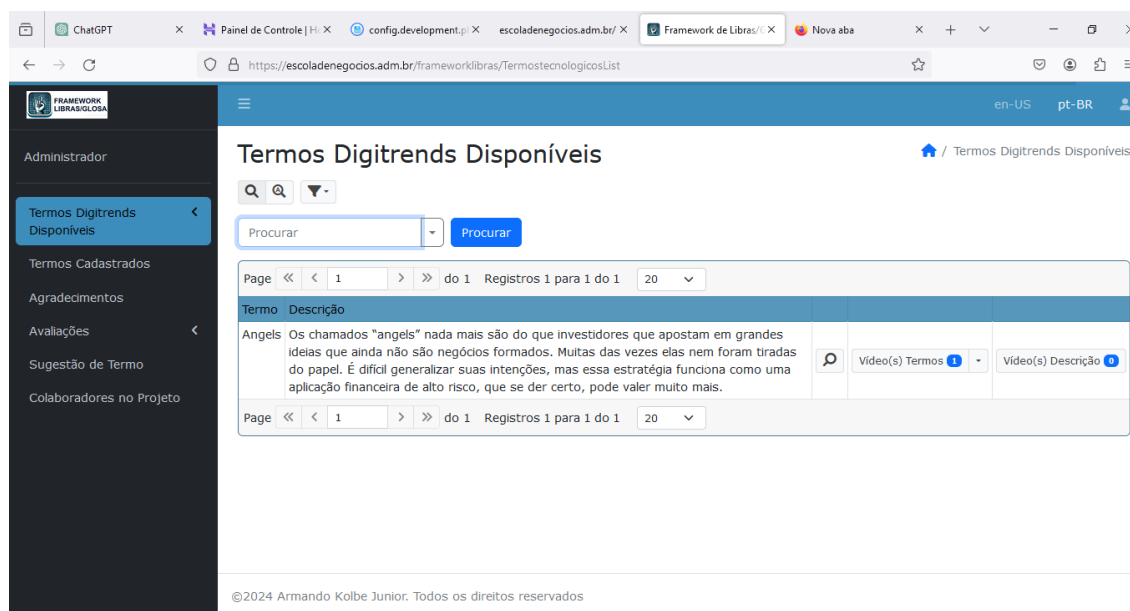 ChatGPT
Painel de Controle | Ho
config.development.p
escoladenegocios.adm.br/
Framework de Libras/G
Nova aba
https://escoladenegocios.adm.br/frameworklibras/TermostecnologicosList
FRAMEWORK
LIBRAS/GLOSA
en-US pt-BR
Administrador
Termos Digitrends
Disponíveis
Termos Cadastrados
Agradecimentos
Avaliações
Sugestão de Termo
Colaboradores no Projeto
Termos Digitrends Disponíveis
/ Termos Digitrends Disponíveis
Procurar Procurar
Page 1 do 1 Registros 1 para 1 do 1 20
Termo Descrição
Angels Os chamados “angels” nada mais são do que investidores que apostam em grandes
ideias que ainda não são negócios formados. Muitas das vezes elas nem foram tiradas
do papel. É difícil generalizar suas intenções, mas essa estratégia funciona como uma
aplicação financeira de alto risco, que se der certo, pode valer muito mais.
Vídeo(s) Termos 1 Vídeo(s) Descrição 0
Page 1 do 1 Registros 1 para 1 do 1 20
©2024 Armando Kolbe Junior. Todos os direitos reservados